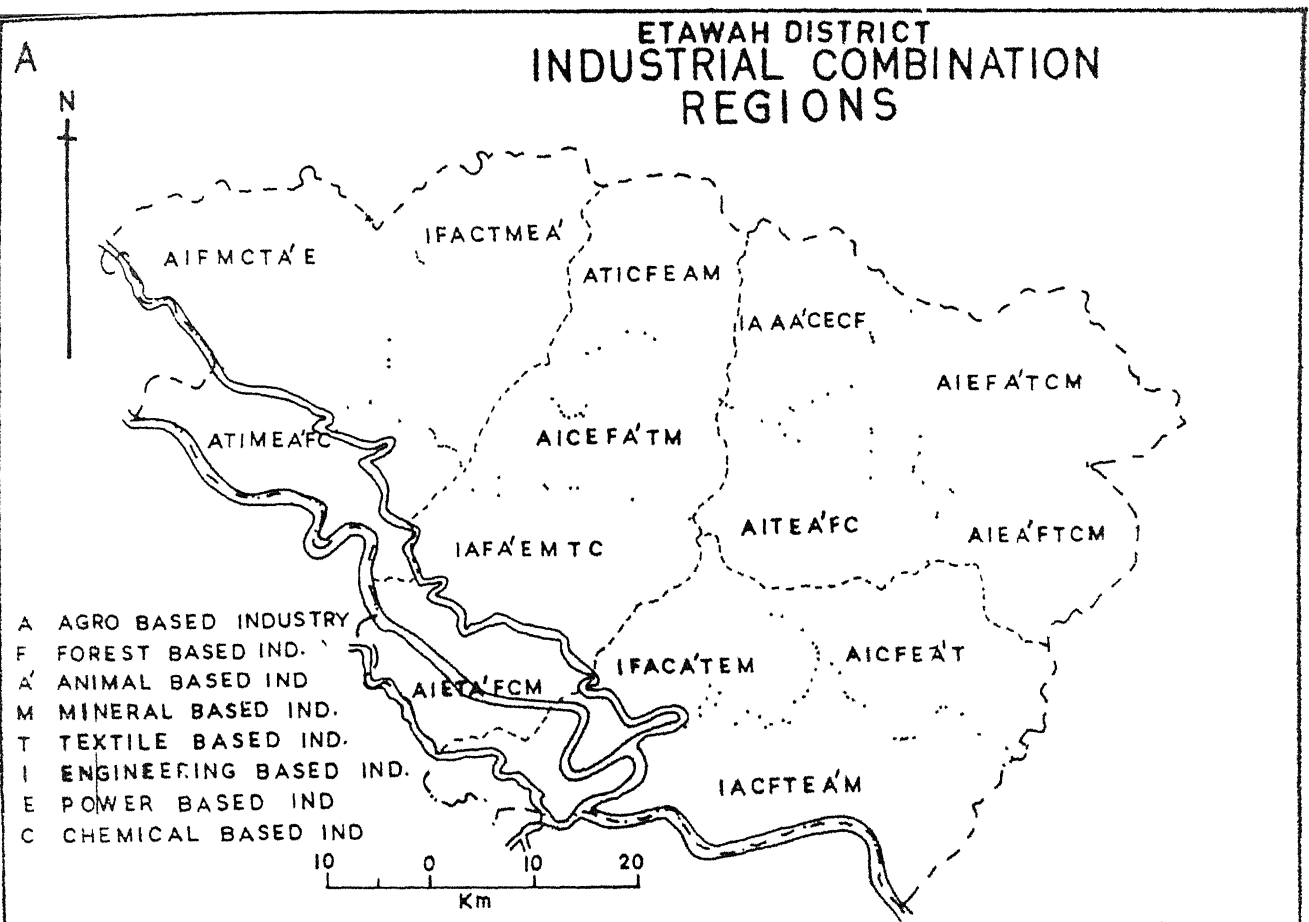 A
ETAWAH DISTRICT
INDUSTRIAL COMBINATION
REGIONS
N
AIFMCTA'E
IFACTMEA'
ATICFEAM
IAAA'CECF
AIEFA'TCM
ATIMEA'FC
AICEFA'TM
AITEA'FC
AIEA'FTCM
IAFA'EMTC
IFACA'TEM
AICFEA'T
AIETA'FCM
IACFTEA'M
A AGRO BASED INDUSTRY
F FOREST BASED IND.
A' ANIMAL BASED IND
M MINERAL BASED IND.
T TEXTILE BASED IND.
I ENGINEERING BASED IND.
E POWER BASED IND
C CHEMICAL BASED IND
10 0 10 20
Km